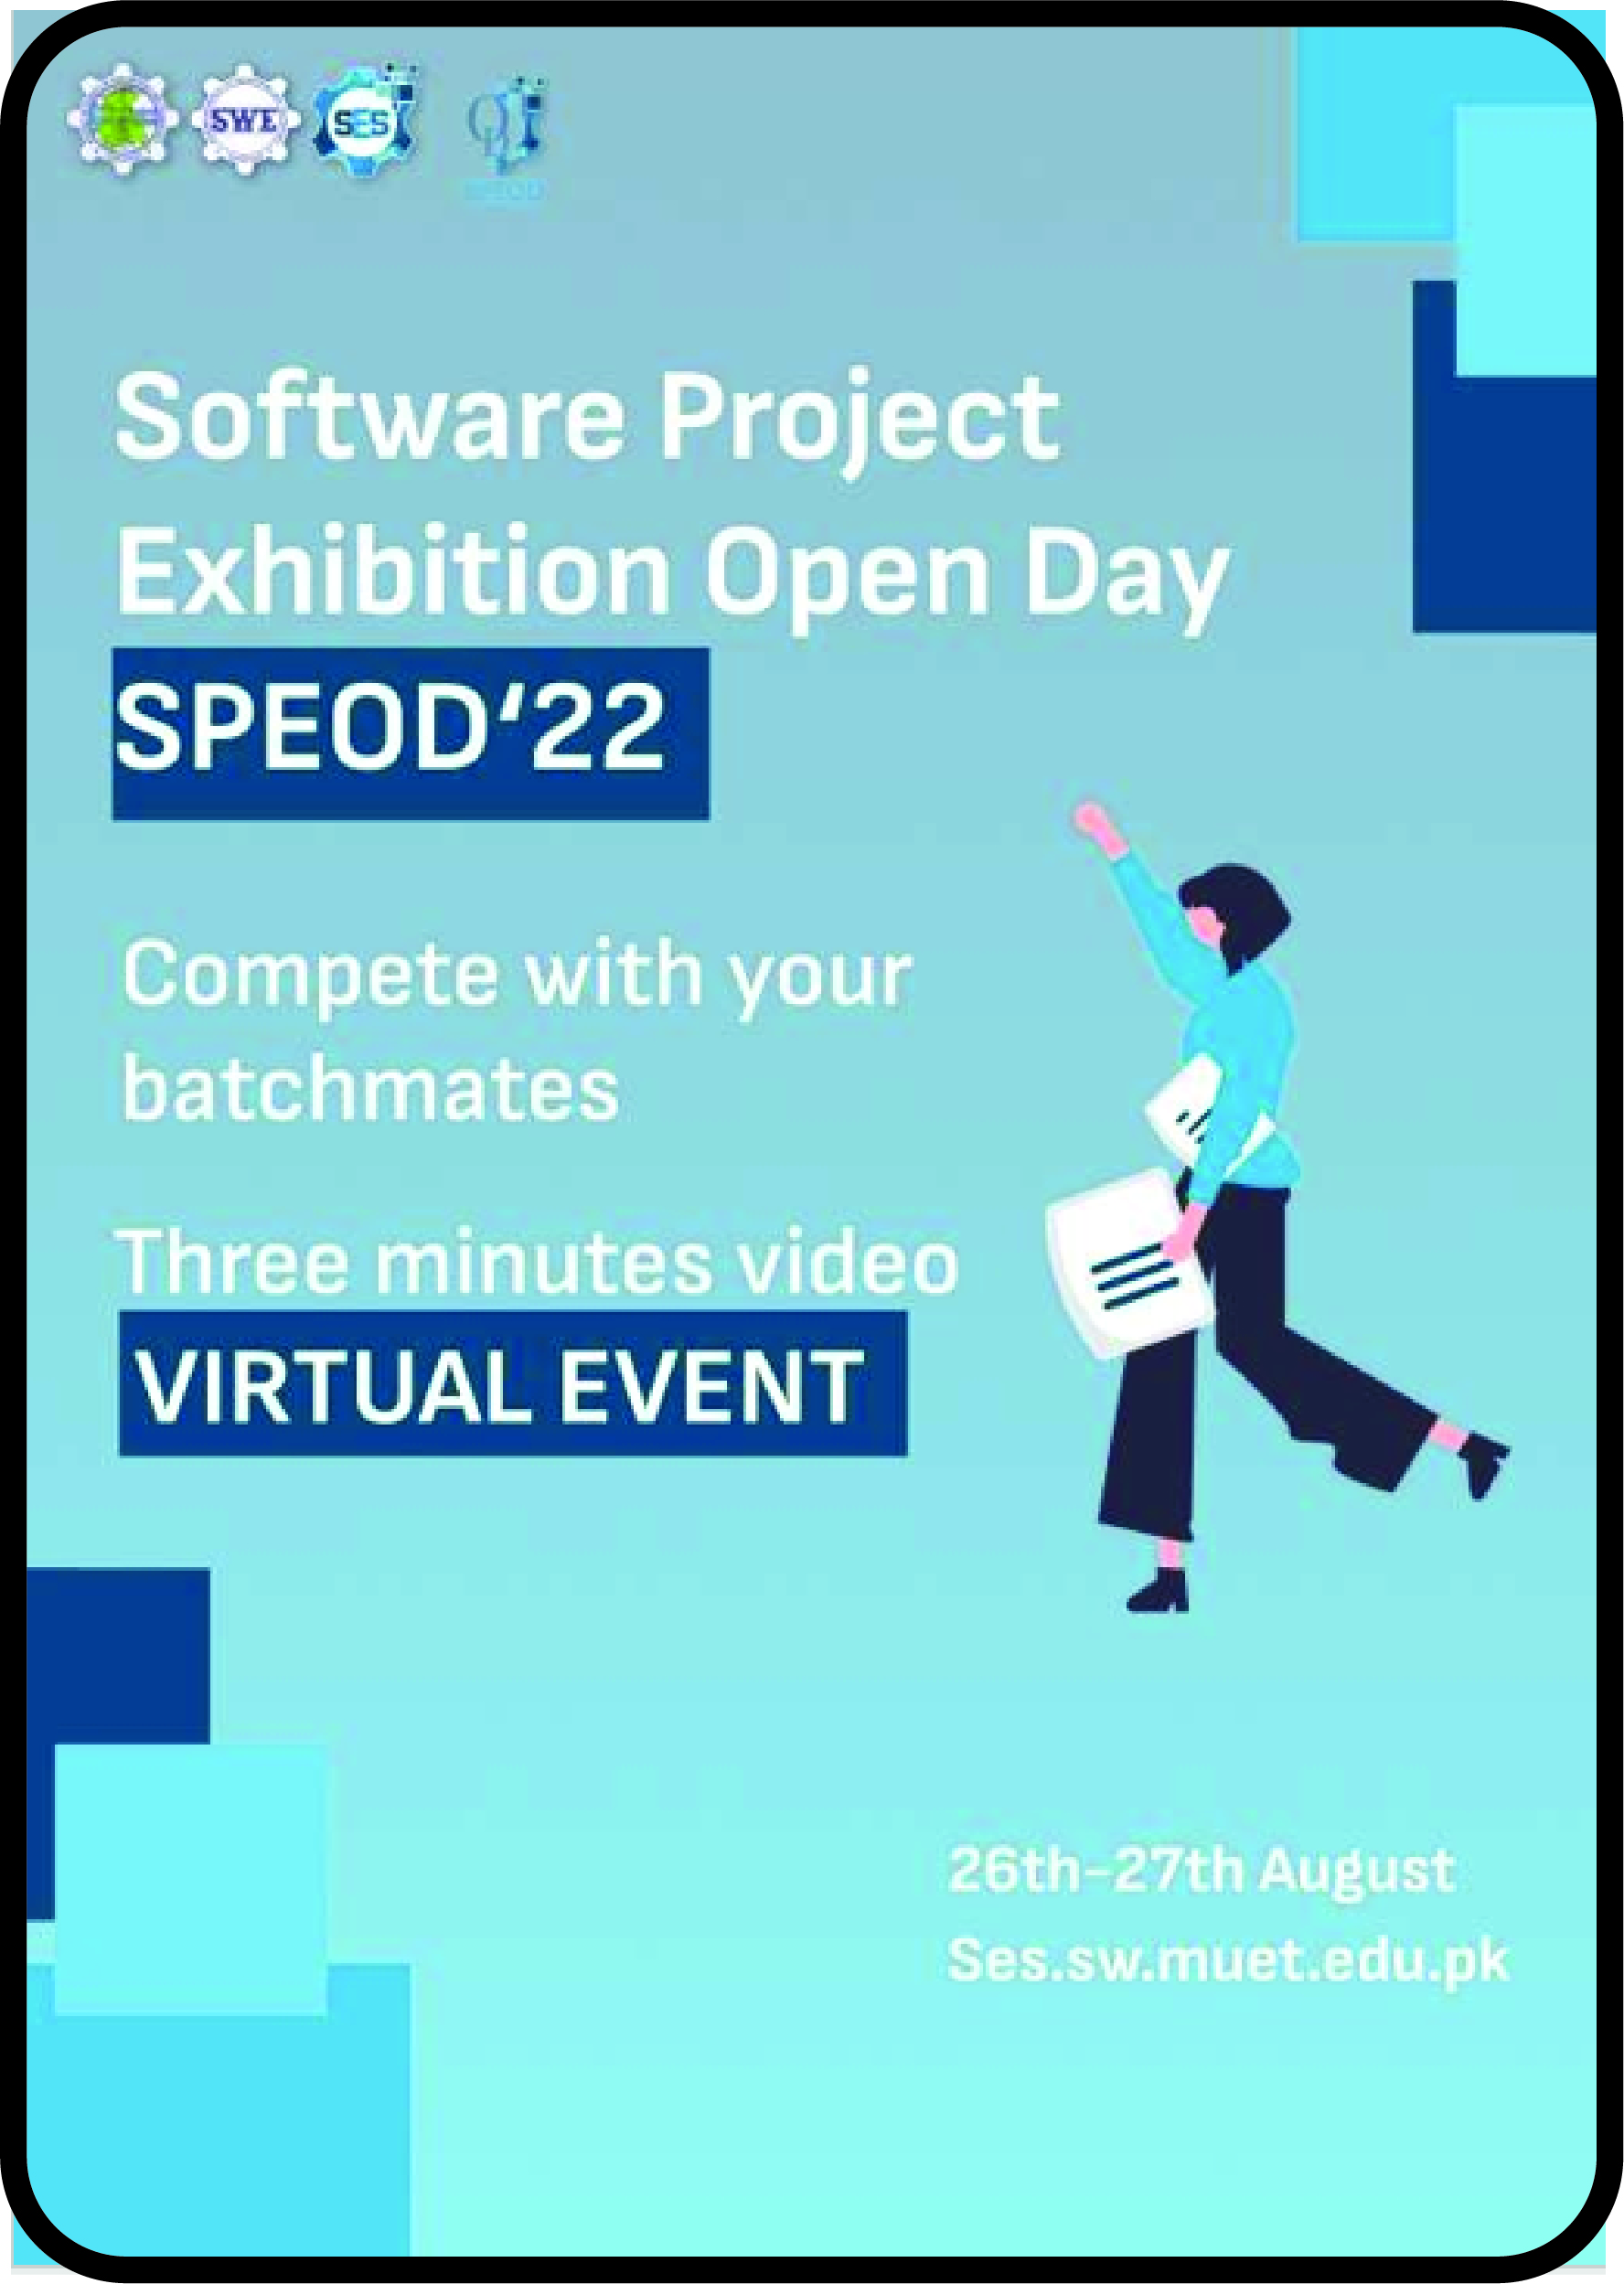 SWE
SES
Software Project
Exhibition Open Day
SPEOD‘22
Compete with your
batchmates
Three minutes video
VIRTUAL EVENT
26th-27th August
Ses.sw.muet.edu.pk